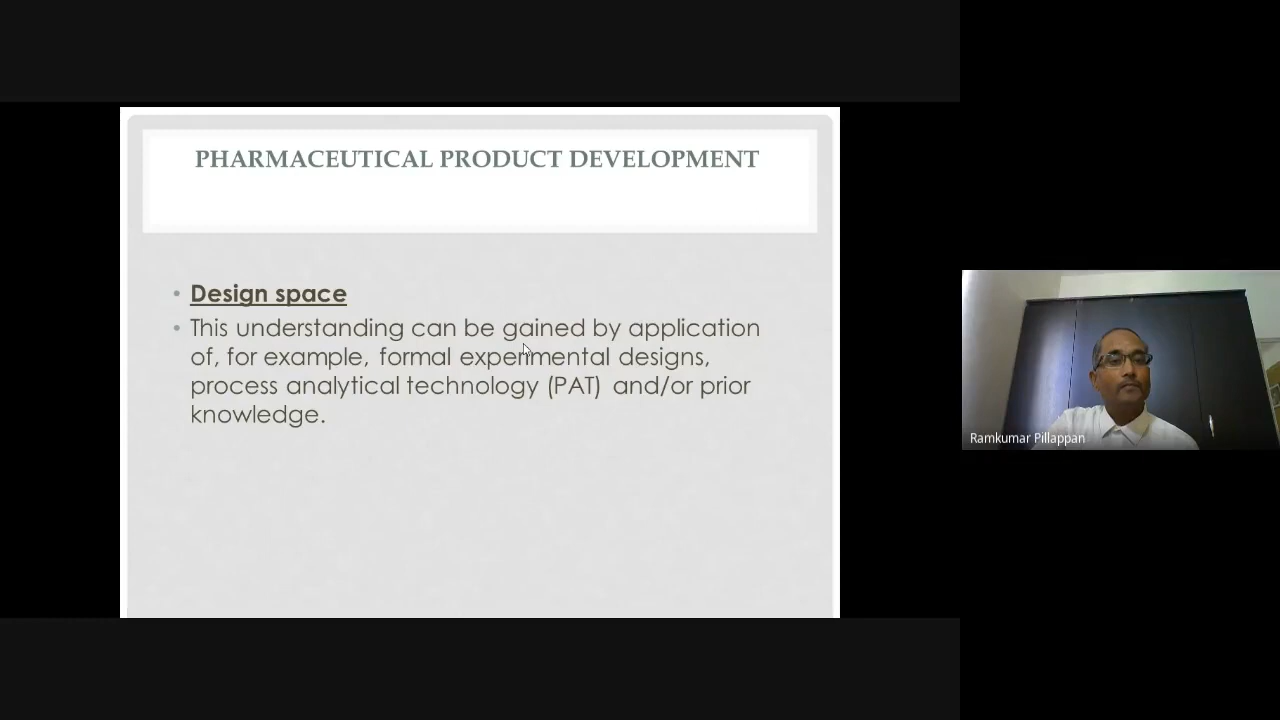 PHARMACEUTICAL PRODUCT DEVELOPMENT
• Design space
• This understanding can be gained by application
of, for example, formal experimental designs,
process analytical technology (PAT) and/or prior
knowledge.
Ramkumar Pillappan